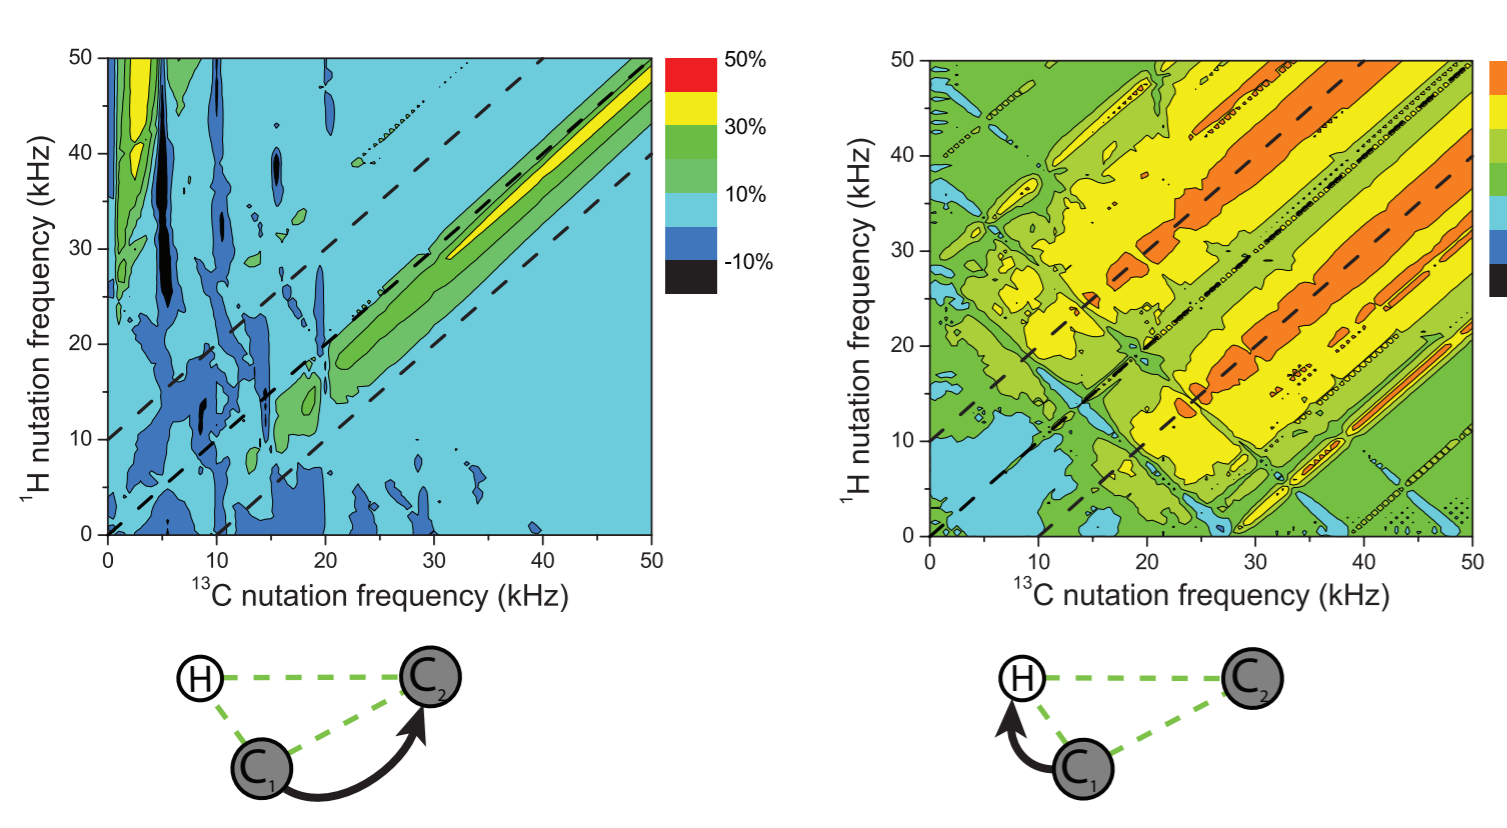 50
40
30
20
10
0
0 10 20 30 40 50
¹H nutation frequency (kHz)
¹³C nutation frequency (kHz)
50%
30%
10%
-10%
H
C₂
C₁
50
40
30
20
10
0
0 10 20 30 40 50
¹H nutation frequency (kHz)
¹³C nutation frequency (kHz)
H
C₂
C₁